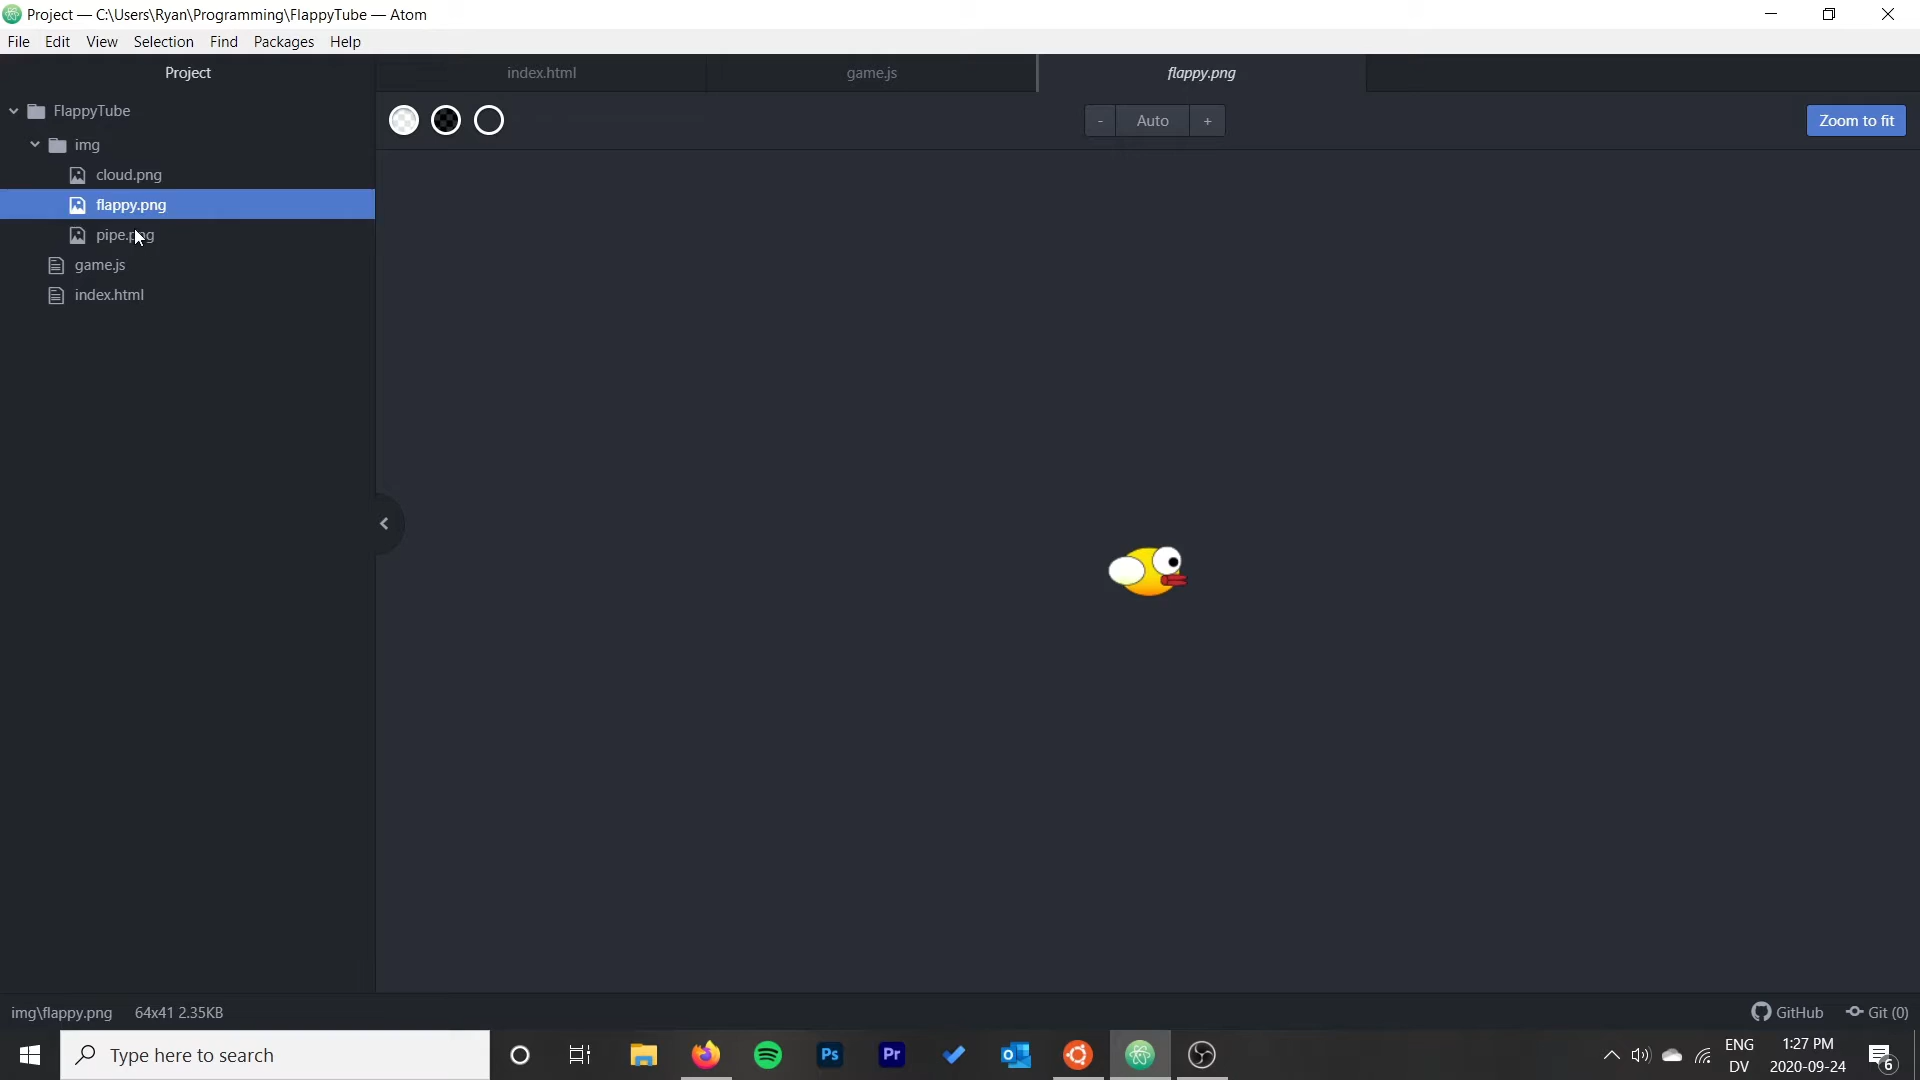 Project — C:\Users\Ryan\Programming\FlappyTube — Atom
File Edit View Selection Find Packages Help
Project
index.html
game.js
flappy.png
FlappyTube
img
cloud.png
flappy.png
pipe.png
game.js
index.html
- Auto +
Zoom to fit
img\flappy.png 64x41 2.35KB
GitHub
Git (0)
Type here to search
Ps
Pr
ENG
DV
1:27 PM
2020-09-24
6